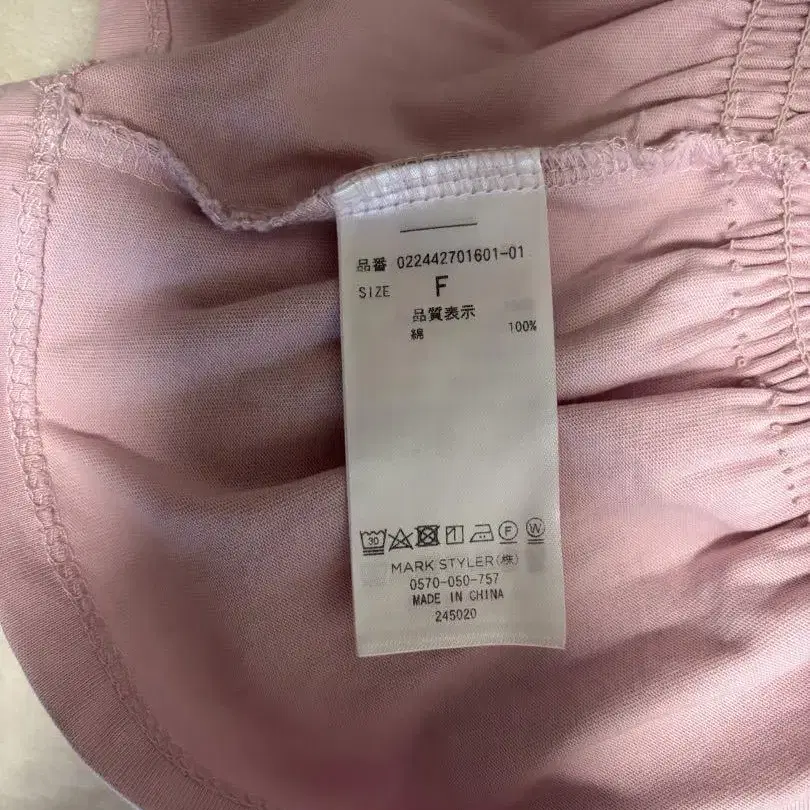 品番 022442701601-01
SIZE F
品質表示
綿 100%
30 F W
MARK STYLER(株)
0570-050-757
MADE IN CHINA
245020